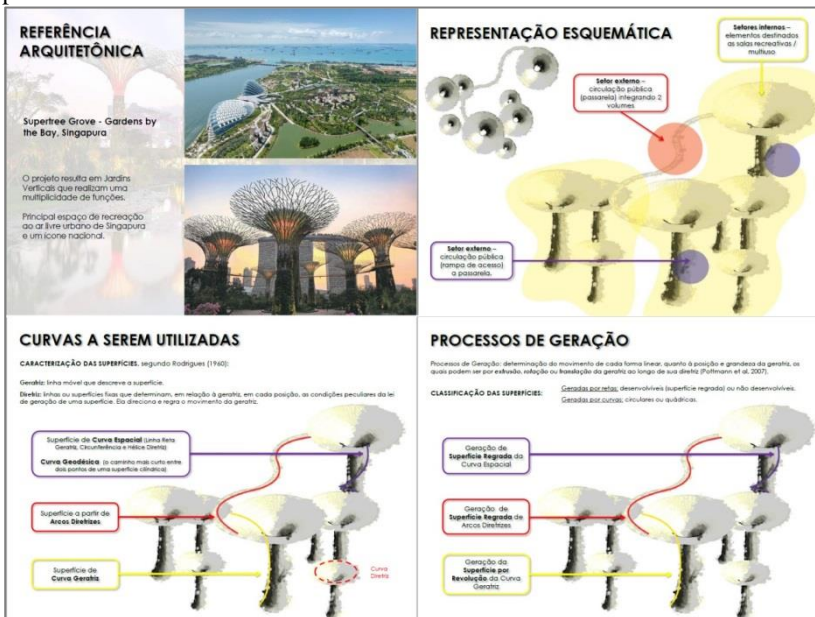 REFERÊNCIA
ARQUITETÔNICA
Supertree Grove - Gardens by
the Bay, Singapura
O projeto resulta em Jardins
Verticais que realizam uma
multiplicidade de funções.
Principal espaço de recreação
ao ar livre urbano de Singapura
e um ícone nacional.
REPRESENTAÇÃO ESQUEMÁTICA
Setores internos –
elementos destinados
as salas recreativas /
multiuso
Setor externo –
circulação pública
(passarela) integrando 2
volumes
Setor externo –
circulação pública
(rampa de acesso)
a passarela.
CURVAS A SEREM UTILIZADAS
CARACTERIZAÇÃO DAS SUPERFÍCIES, segundo Rodrigues (1960):
Geratriz: linha móvel que descreve a superfície.
Diretriz: linhas ou superfícies fixas que determinam, em relação à geratriz, em cada posição, as condições peculiares da lei
de geração de uma superfície. Ela direciona e regra o movimento da geratriz.
Superfície de Curva Espacial (Linha Reta
Geratriz, Circunferência e Hélice Diretriz)
Curva Geodésica (o caminho mais curto entre
dois pontos de uma superfície cilíndrica)
Superfície a partir de
Arcos Diretrizes
Superfície de
Curva Geratriz
Curva
Diretriz
PROCESSOS DE GERAÇÃO
Processos de Geração: determinação do movimento de cada forma linear, quanto à posição e grandeza da geratriz, os
quais podem ser por extrusão, rotação ou translação da geratriz ao longo de sua diretriz (Pottmann et al, 2007).
CLASSIFICAÇÃO DAS SUPERFÍCIES:
Geradas por retas: desenvolvíveis (superfície regrada) ou não desenvolvíveis.
Geradas por curvas: circulares ou quádricas.
Geração de
Superfície Regrada da
Curva Espacial
Geração de
Superfície Regrada de
Arcos Diretrizes
Geração da
Superfície por
Revolução da Curva
Geratriz